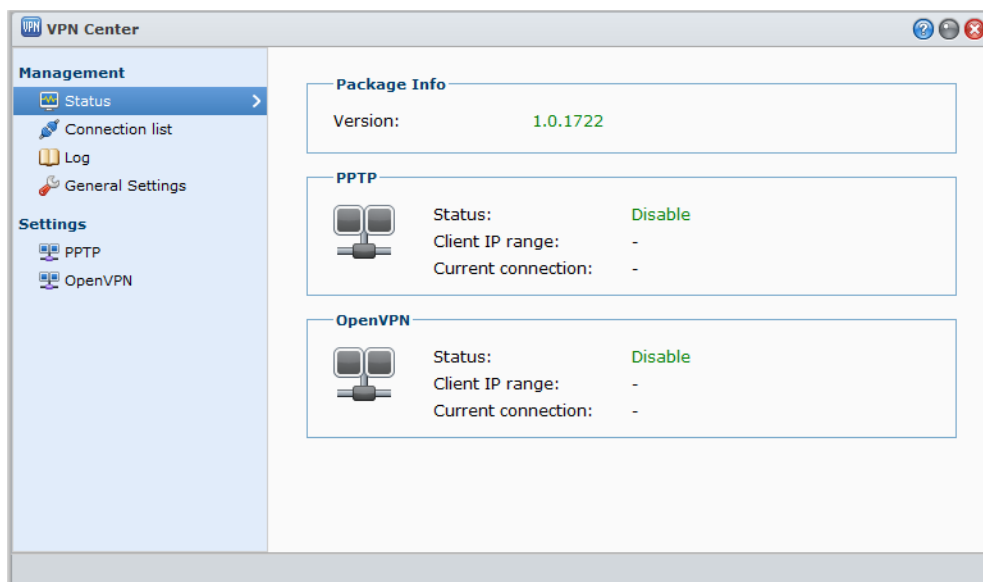 VPN VPN Center
Management
Status
Connection list
Log
General Settings
Settings
PPTP
OpenVPN
Package Info
Version: 1.0.1722
PPTP
Status: Disable
Client IP range: -
Current connection: -
OpenVPN
Status: Disable
Client IP range: -
Current connection: -